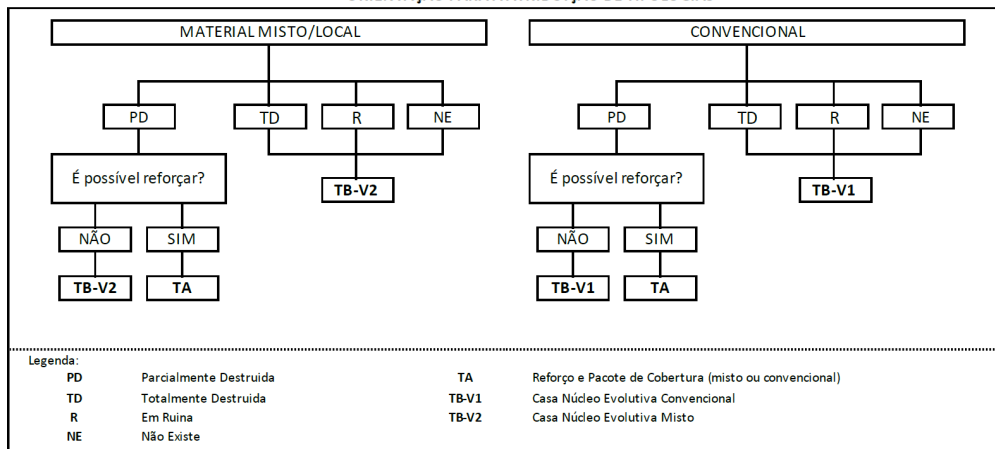 MATERIAL MISTO/LOCAL CONVENCIONAL
PD TD R NE PD TD R NE
É possível reforçar? TB-V2 É possível reforçar? TB-V1
NÃO SIM NÃO SIM
TB-V2 TA TB-V1 TA
Legenda:
PD Parcialmente Destruida TA Reforço e Pacote de Cobertura (misto ou convencional)
TD Totalmente Destruida TB-V1 Casa Núcleo Evolutiva Convencional
R Em Ruina TB-V2 Casa Núcleo Evolutiva Misto
NE Não Existe